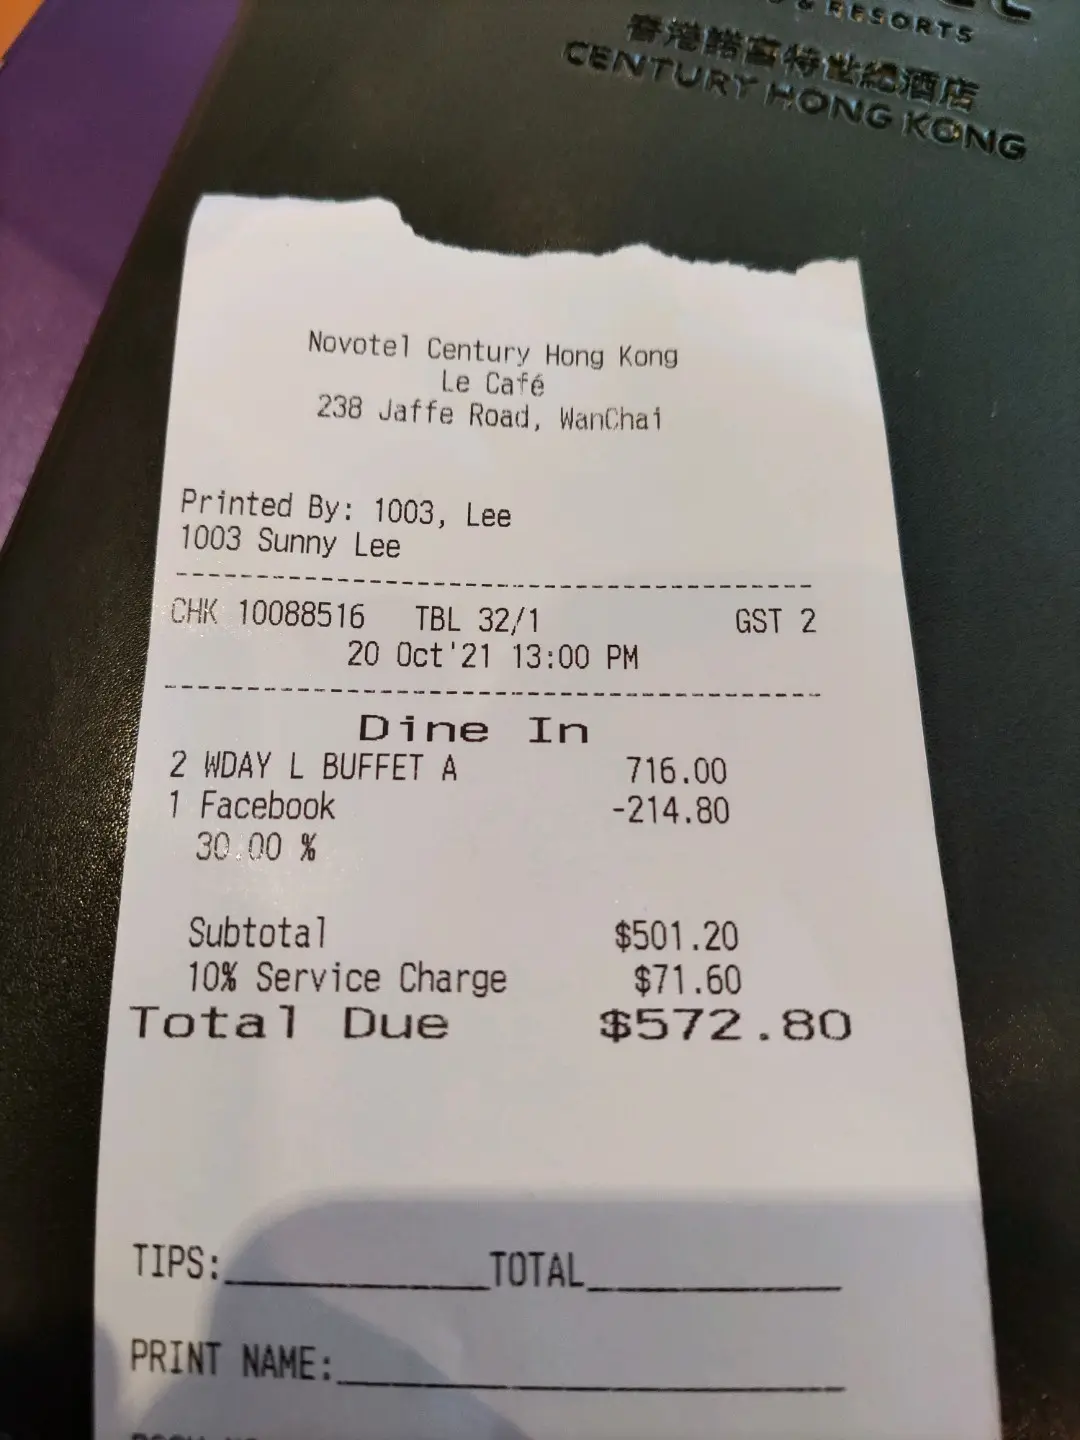 & RESORTS
香港諾富特世紀酒店
CENTURY HONG KONG
Novotel Century Hong Kong
Le Café
238 Jaffe Road, WanChai
Printed By: 1003, Lee
1003 Sunny Lee
CHK 10088516 TBL 32/1 GST 2
20 Oct'21 13:00 PM
Dine In
2 WDAY L BUFFET A 716.00
1 Facebook -214.80
30.00 %
Subtotal $501.20
10% Service Charge $71.60
Total Due $572.80
TIPS:____________TOTAL____________
PRINT NAME:________________________